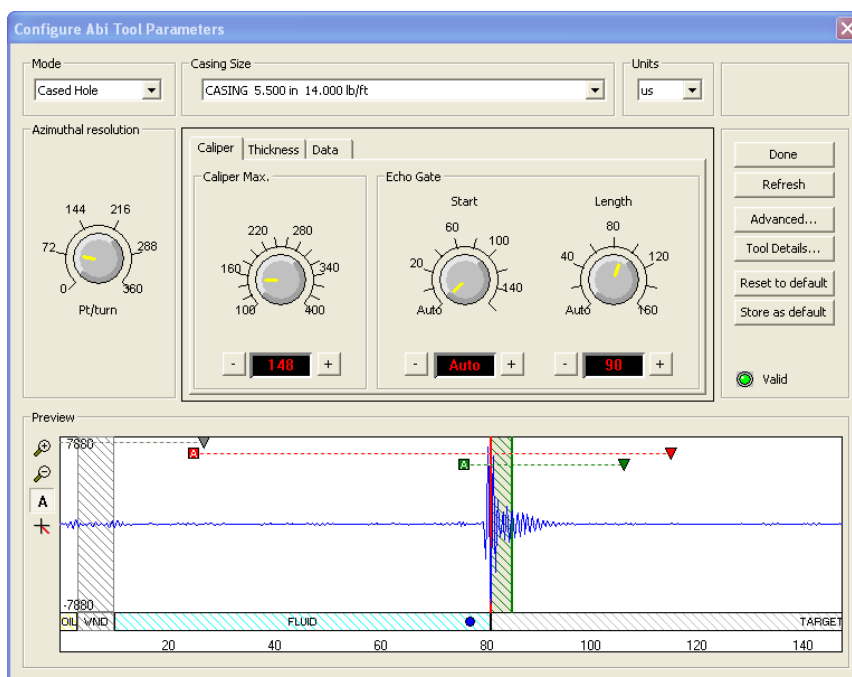 Configure Abi Tool Parameters
Mode
Casing Size
Units
Cased Hole
CASING 5.500 in 14.000 lb/ft
us
Azimuthal resolution
0
72
144
216
288
360
Pt/turn
Caliper
Thickness
Data
Caliper Max.
100
160
220
280
340
400
-
148
+
Echo Gate
Start
Auto
20
60
100
140
-
Auto
+
Length
Auto
40
80
120
160
-
90
+
Done
Refresh
Advanced...
Tool Details...
Reset to default
Store as default
Valid
Preview
A
7880
A
A
-7880
OIL
WND
FLUID
TARGET
20
40
60
80
100
120
140